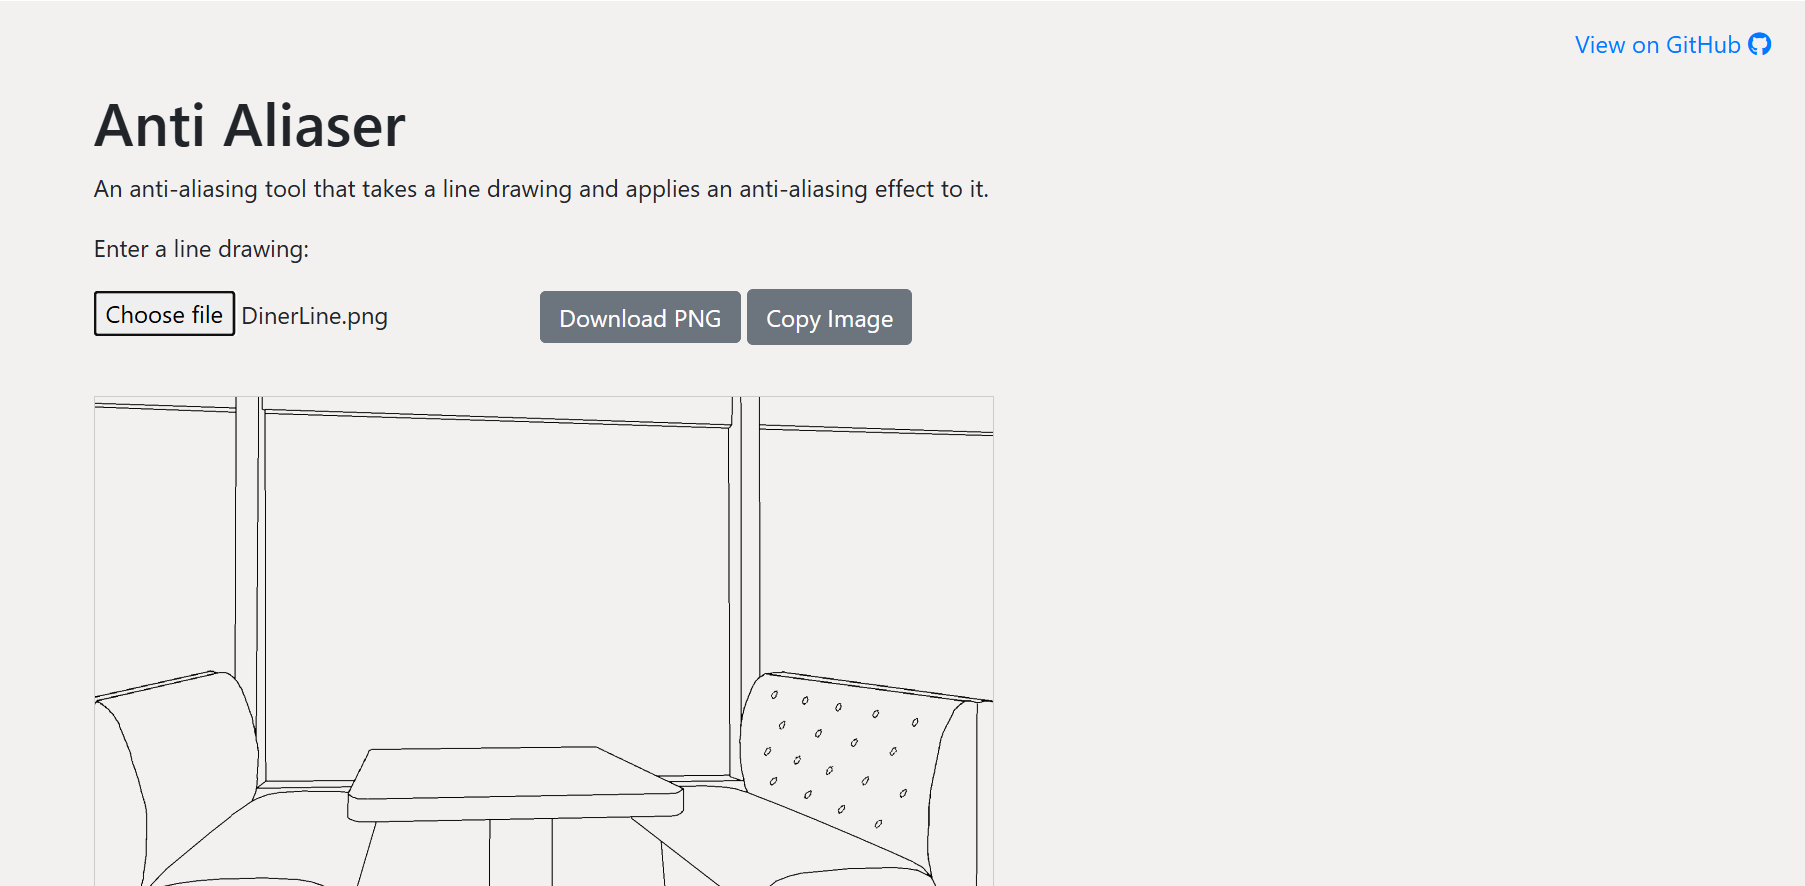 View on GitHub
Anti Aliaser
An anti-aliasing tool that takes a line drawing and applies an anti-aliasing effect to it.
Enter a line drawing:
Choose file DinerLine.png Download PNG Copy Image